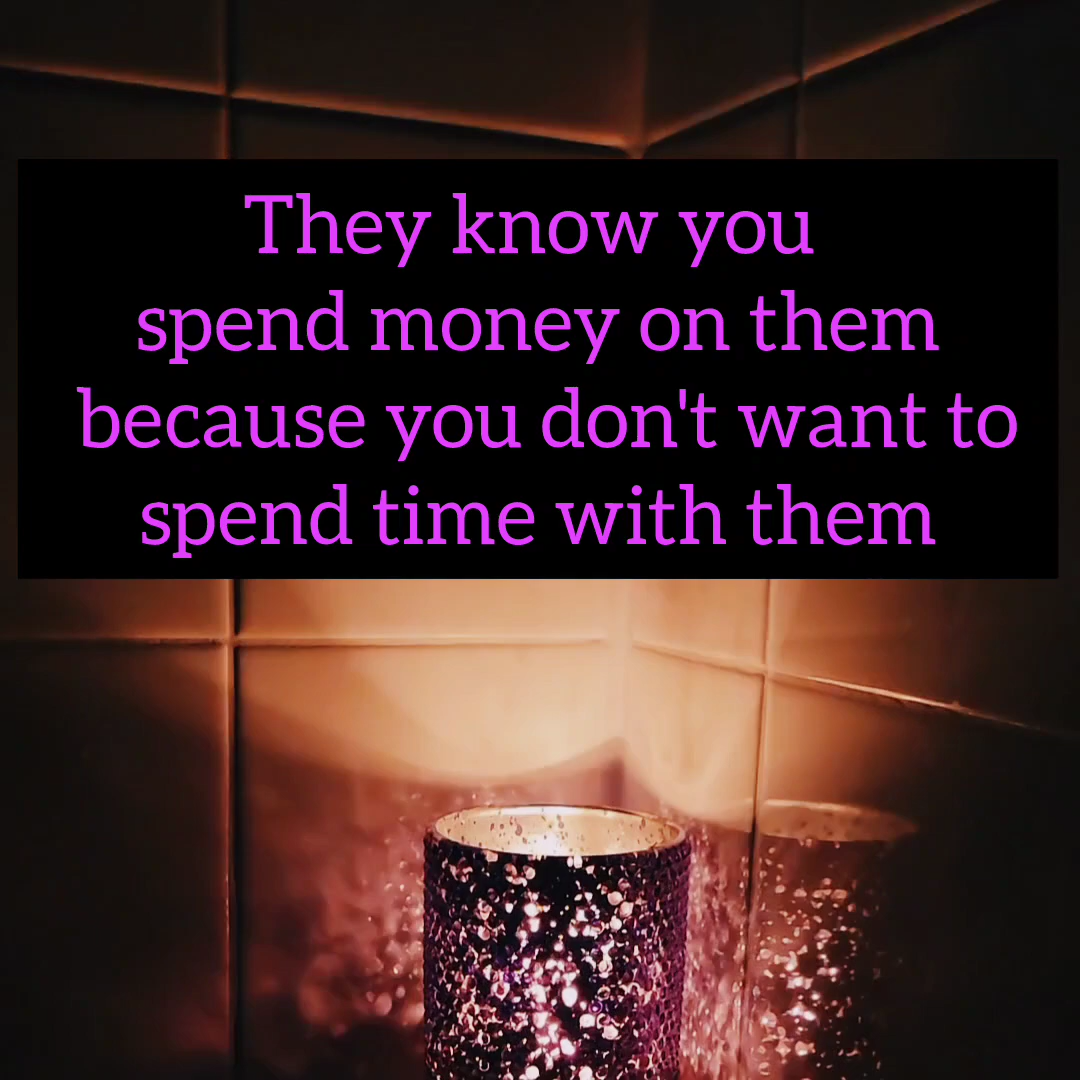 They know you
spend money on them
because you don't want to
spend time with them